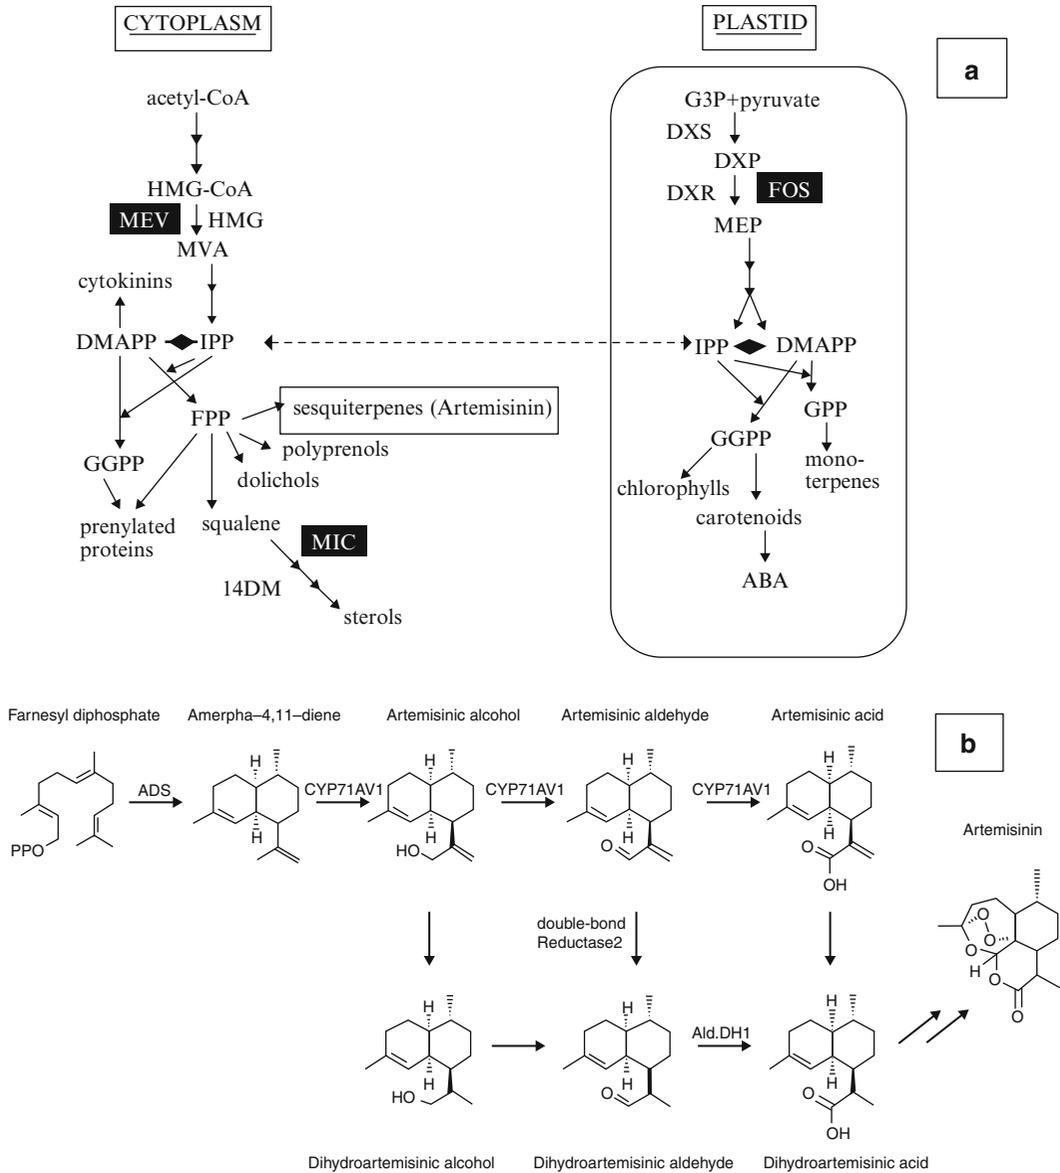 CYTOPLASM
PLASTID
a
acetyl-CoA
HMG-CoA
MEV
HMG
MVA
cytokinins
DMAPP
IPP
FPP
sesquiterpenes (Artemisinin)
polyprenols
dolichols
GGPP
prenylated
proteins
squalene
MIC
14DM
sterols
G3P+pyruvate
DXS
DXP
DXR
FOS
MEP
IPP
DMAPP
GPP
GGPP
mono-
terpenes
chlorophylls
carotenoids
ABA
b
Farnesyl diphosphate
Amerpha–4,11–diene
Artemisinic alcohol
Artemisinic aldehyde
Artemisinic acid
Artemisinin
PPO
ADS
H
H
CYP71AV1
H
H
HO
CYP71AV1
H
H
O
CYP71AV1
H
H
O
OH
double-bond
Reductase2
H
H
HO
H
H
O
Ald.DH1
H
H
O
OH
O
O
O
H
O
O
Dihydroartemisinic alcohol
Dihydroartemisinic aldehyde
Dihydroartemisinic acid